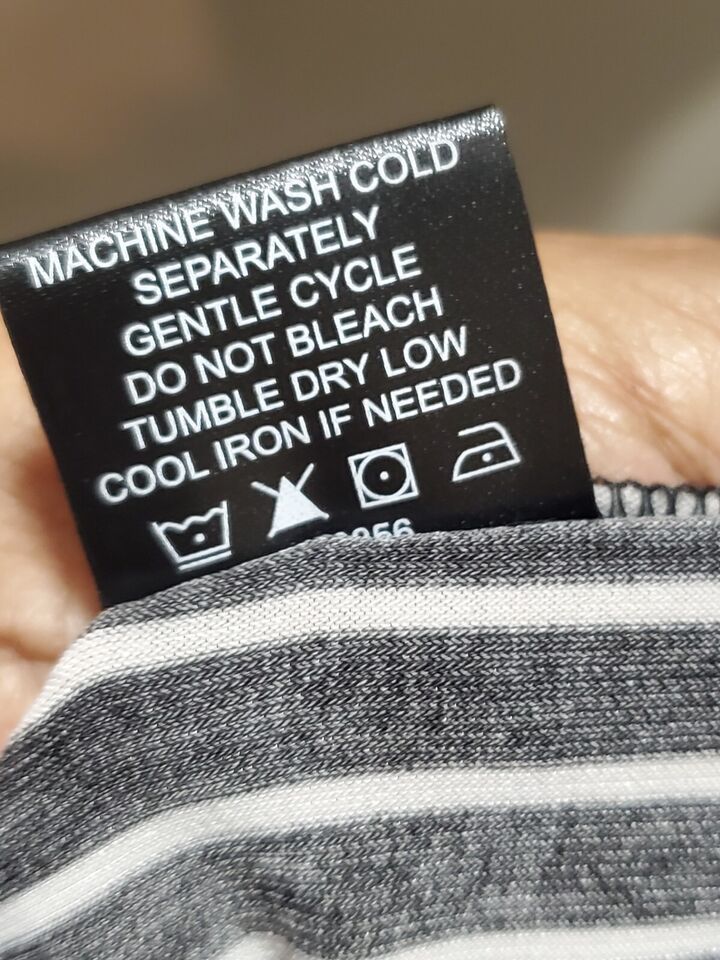 MACHINE WASH COLD
SEPARATELY
GENTLE CYCLE
DO NOT BLEACH
TUMBLE DRY LOW
COOL IRON IF NEEDED